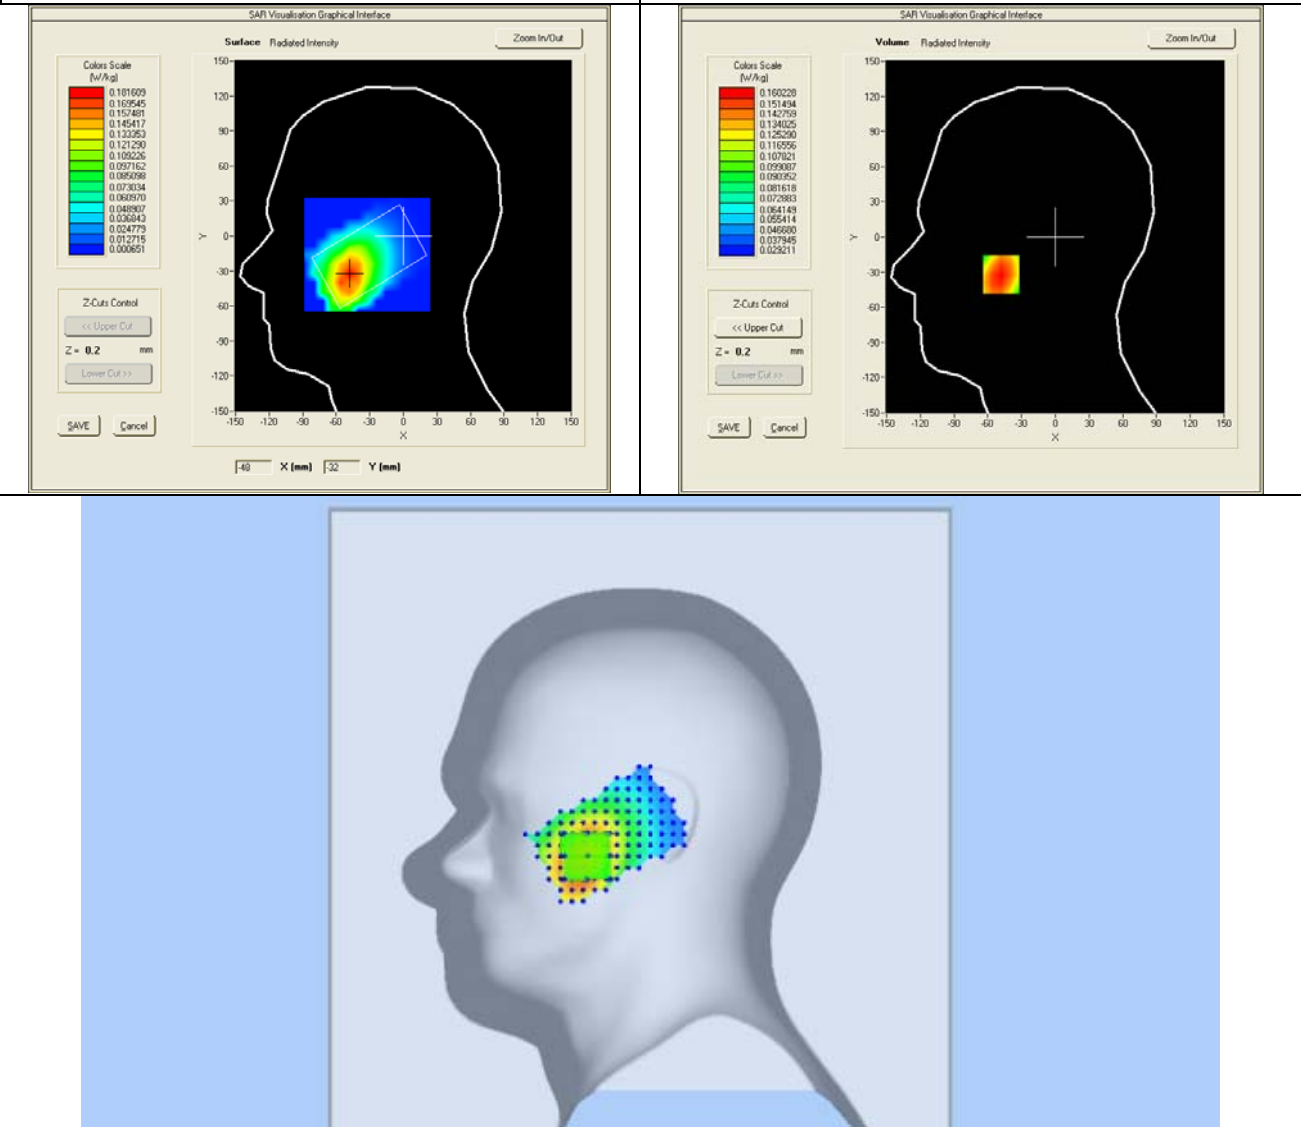 SAR Visualisation Graphical Interface
Surface Radiated Intensity
Zoom In/Out
Colors Scale
(W/kg)
0.181609
0.169545
0.157481
0.145417
0.133353
0.121290
0.109226
0.097162
0.085098
0.073034
0.060970
0.048907
0.036843
0.024779
0.012715
0.000651
Z-Cuts Control
<< Upper Cut
Z = 0.2 mm
Lower Cut >>
SAVE Cancel
150
120
90
60
30
0
-30
-60
-90
-120
-150
Y
-150 -120 -90 -60 -30 0 30 60 90 120 150
X
-48 X (mm) -32 Y (mm)
SAR Visualisation Graphical Interface
Volume Radiated Intensity
Zoom In/Out
Colors Scale
(W/kg)
0.160228
0.151494
0.142759
0.134025
0.125290
0.116556
0.107821
0.099087
0.090352
0.081618
0.072883
0.064149
0.055414
0.046680
0.037945
0.029211
Z-Cuts Control
<< Upper Cut
Z = 0.2 mm
Lower Cut >>
SAVE Cancel
150
120
90
60
30
0
-30
-60
-90
-120
-150
Y
-150 -120 -90 -60 -30 0 30 60 90 120 150
X